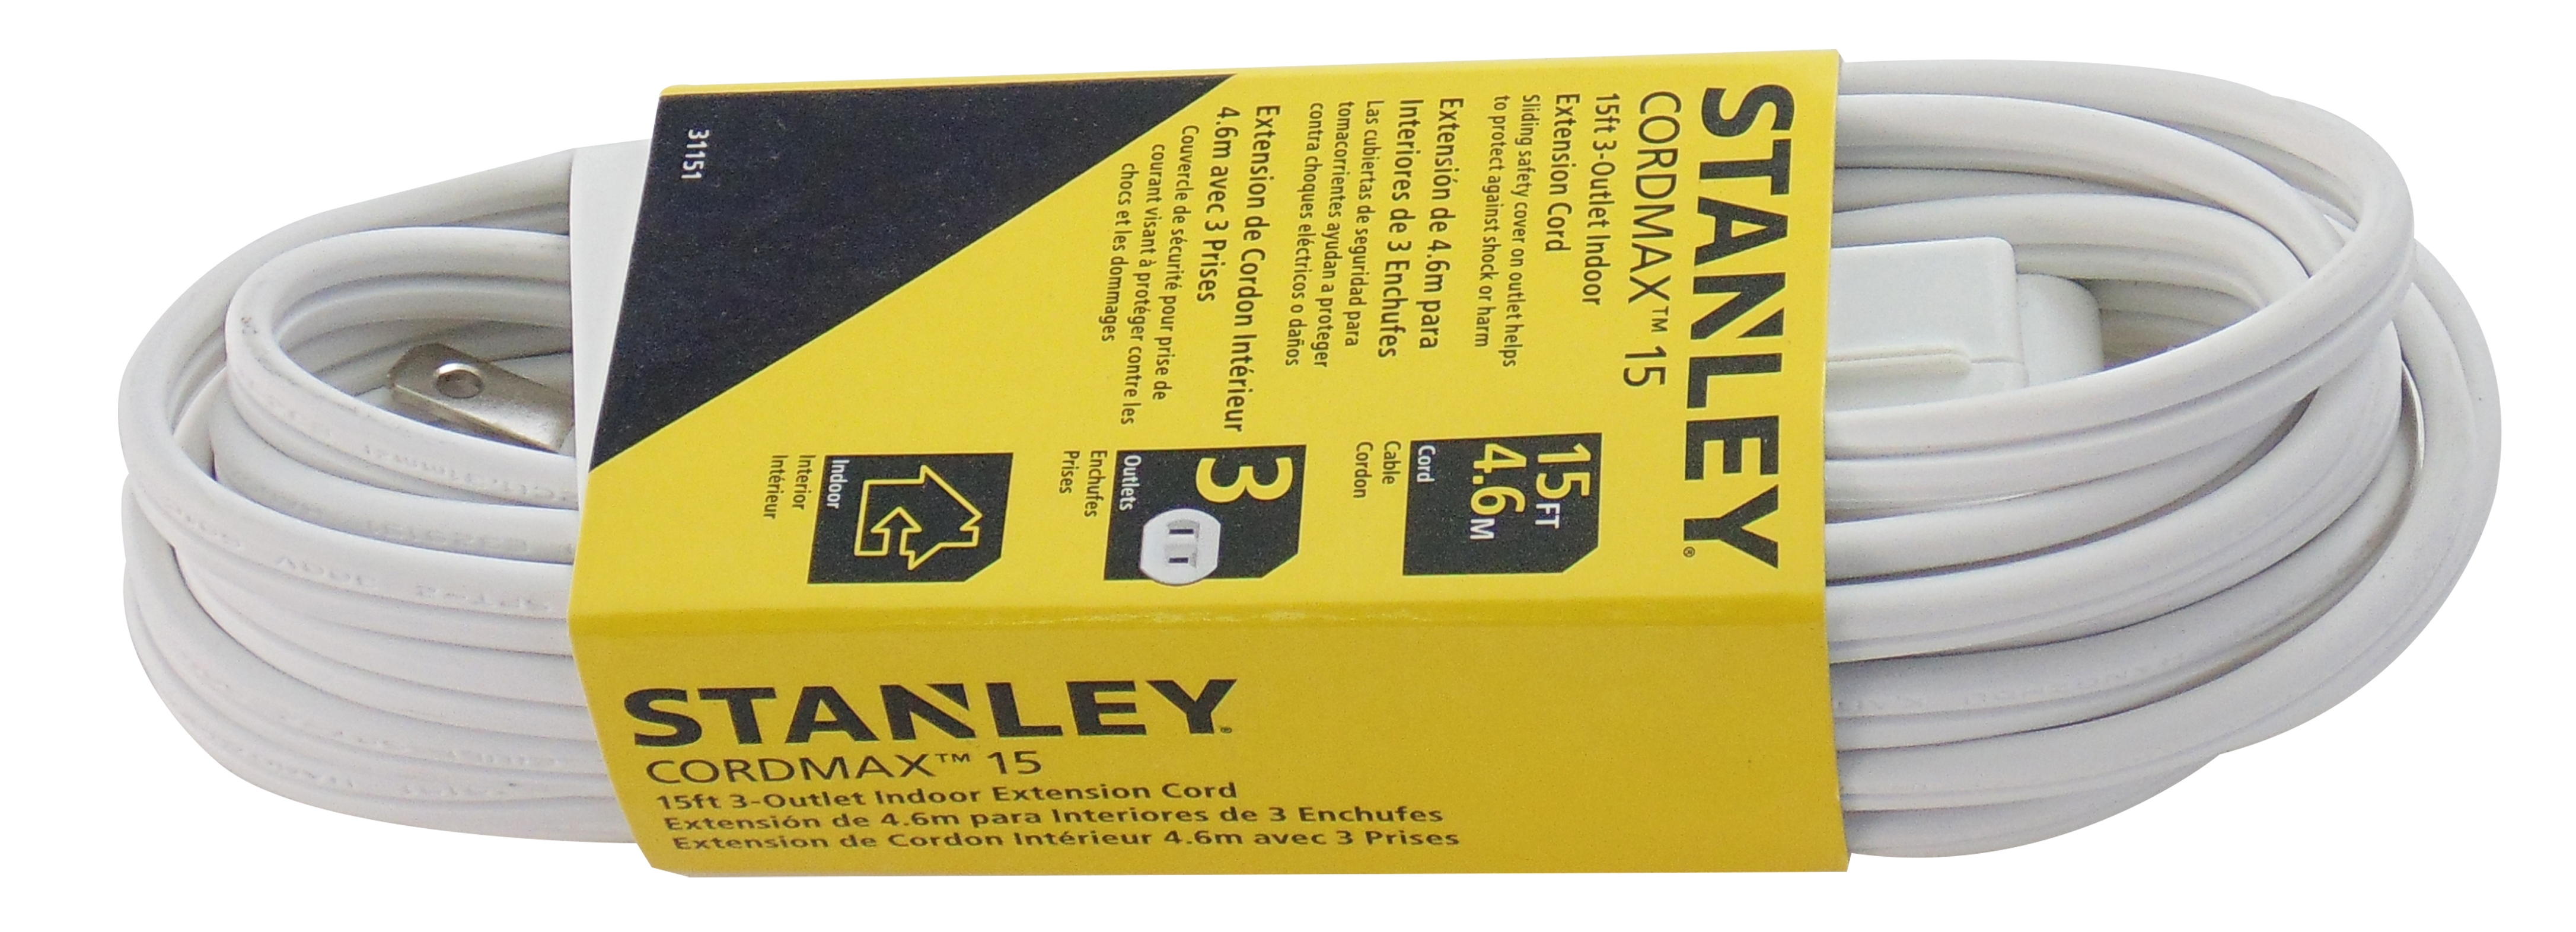 STANLEY®
CORDMAX™ 15
15ft 3-Outlet Indoor
Extension Cord
Sliding safety cover on outlet helps
to protect against shock or harm
Extensión de 4.6m para
Interiores de 3 Enchufes
Las cubiertas de seguridad para
tomacorrientes ayudan a proteger
contra choques eléctricos o daños
Extension de Cordon Intérieur
4.6m avec 3 Prises
Couvercle de sécurité pour prise de
courant visant à protéger contre les
chocs et les dommages
15FT
4.6M
Cord
Cable
Cordon
3
Outlets
Enchufes
Prises
Indoor
Interior
Intérieur
31151
STANLEY®
CORDMAX™ 15
15ft 3-Outlet Indoor Extension Cord
Extensión de 4.6m para Interiores de 3 Enchufes
Extension de Cordon Intérieur 4.6m avec 3 Prises